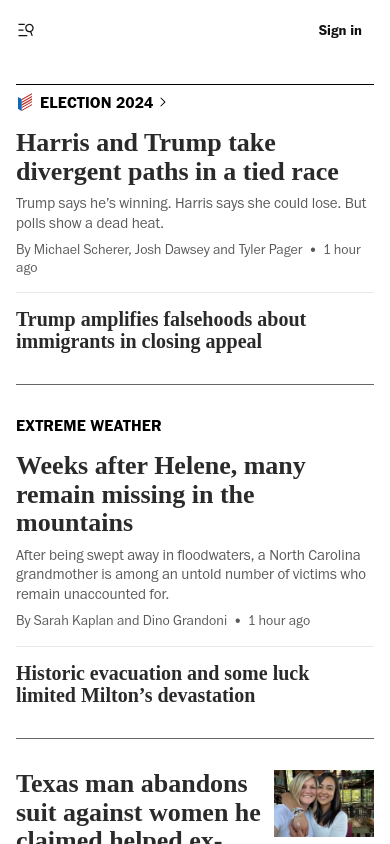 Sign in
ELECTION 2024
Harris and Trump take
divergent paths in a tied race
Trump says he’s winning. Harris says she could lose. But
polls show a dead heat.
By Michael Scherer, Josh Dawsey and Tyler Pager • 1 hour
ago
Trump amplifies falsehoods about
immigrants in closing appeal
EXTREME WEATHER
Weeks after Helene, many
remain missing in the
mountains
After being swept away in floodwaters, a North Carolina
grandmother is among an untold number of victims who
remain unaccounted for.
By Sarah Kaplan and Dino Grandoni • 1 hour ago
Historic evacuation and some luck
limited Milton’s devastation
Texas man abandons
suit against women he
claimed helped ex-